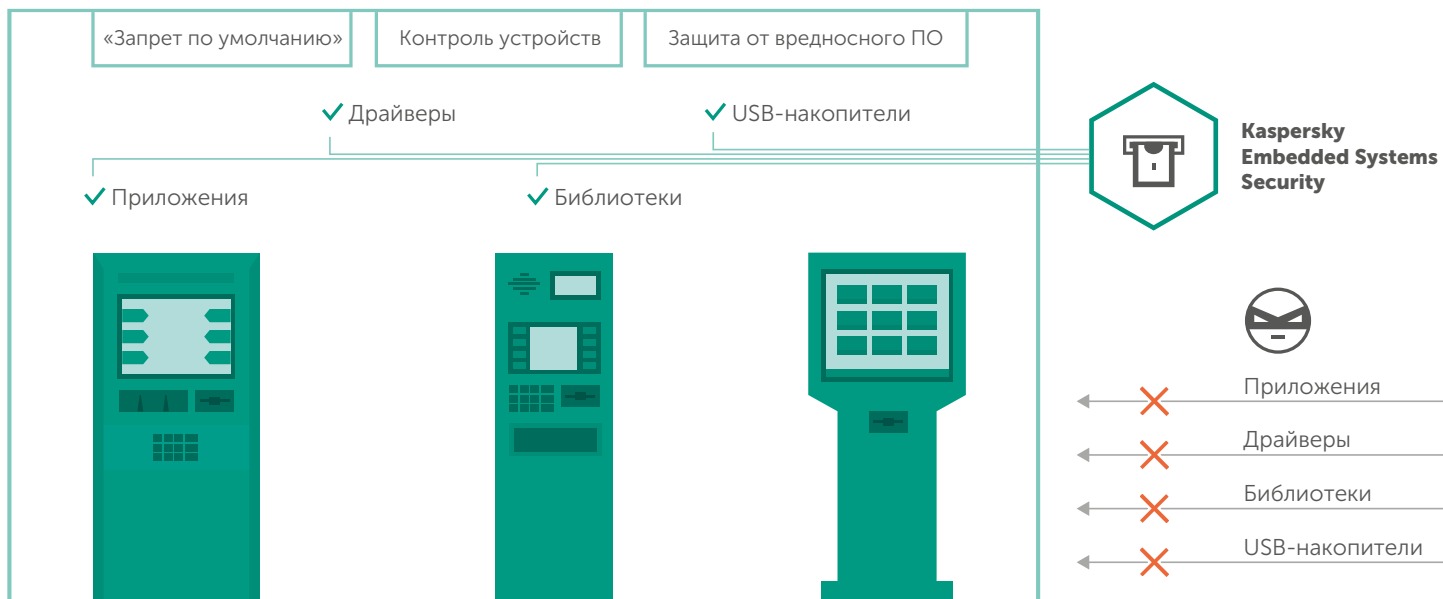 «Запрет по умолчанию»
Контроль устройств
Защита от вредносного ПО
Драйверы
USB-накопители
Приложения
Библиотеки
Kaspersky
Embedded Systems
Security
Приложения
Драйверы
Библиотеки
USB-накопители